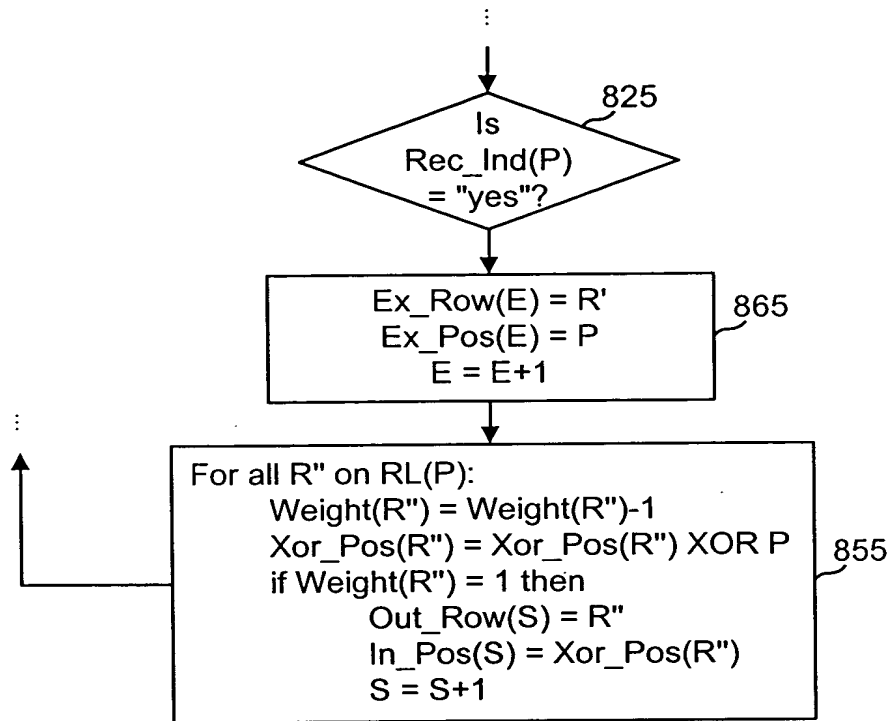 ...
825
Is
Rec_Ind(P)
= "yes"?
Ex_Row(E) = R'
Ex_Pos(E) = P
E = E+1
865
...
For all R" on RL(P):
Weight(R") = Weight(R")-1
Xor_Pos(R") = Xor_Pos(R") XOR P
if Weight(R") = 1 then
Out_Row(S) = R"
In_Pos(S) = Xor_Pos(R")
S = S+1
855